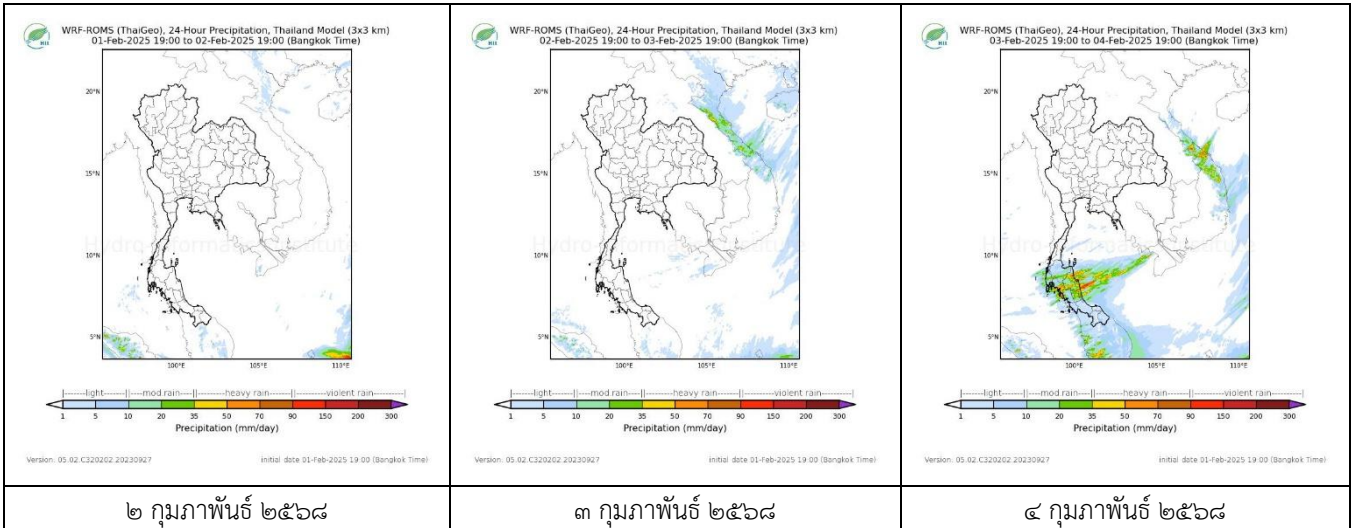 WRF-ROMS (ThaiGeo), 24-Hour Precipitation, Thailand Model (3x3 km)
01-Feb-2025 19:00 to 02-Feb-2025 19:00 (Bangkok Time)
HII
20°N
15°N
10°N
5°N
100°E
105°E
110°E
Hydro Informatics Institute
light mod rain heavy rain violent rain
1 5 10 20 35 50 70 90 150 200 300
Precipitation (mm/day)
Version: 05.02.C320202.20230927
initial date 01-Feb-2025 19:00 (Bangkok Time)
๒ กุมภาพันธ์ ๒๕๖๘
WRF-ROMS (ThaiGeo), 24-Hour Precipitation, Thailand Model (3x3 km)
02-Feb-2025 19:00 to 03-Feb-2025 19:00 (Bangkok Time)
HII
20°N
15°N
10°N
5°N
100°E
105°E
110°E
Hydro Informatics Institute
light mod rain heavy rain violent rain
1 5 10 20 35 50 70 90 150 200 300
Precipitation (mm/day)
Version: 05.02.C320202.20230927
initial date 01-Feb-2025 19:00 (Bangkok Time)
๓ กุมภาพันธ์ ๒๕๖๘
WRF-ROMS (ThaiGeo), 24-Hour Precipitation, Thailand Model (3x3 km)
03-Feb-2025 19:00 to 04-Feb-2025 19:00 (Bangkok Time)
HII
20°N
15°N
10°N
5°N
100°E
105°E
110°E
Hydro Informatics Institute
light mod rain heavy rain violent rain
1 5 10 20 35 50 70 90 150 200 300
Precipitation (mm/day)
Version: 05.02.C320202.20230927
initial date 01-Feb-2025 19:00 (Bangkok Time)
๔ กุมภาพันธ์ ๒๕๖๘